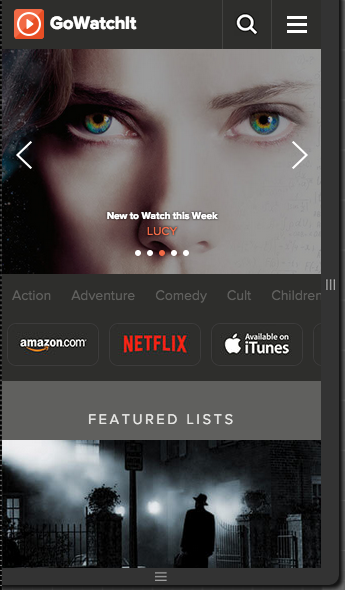 GoWatchIt
New to Watch this Week
LUCY
Action Adventure Comedy Cult Children
amazon.com NETFLIX Available on iTunes
FEATURED LISTS